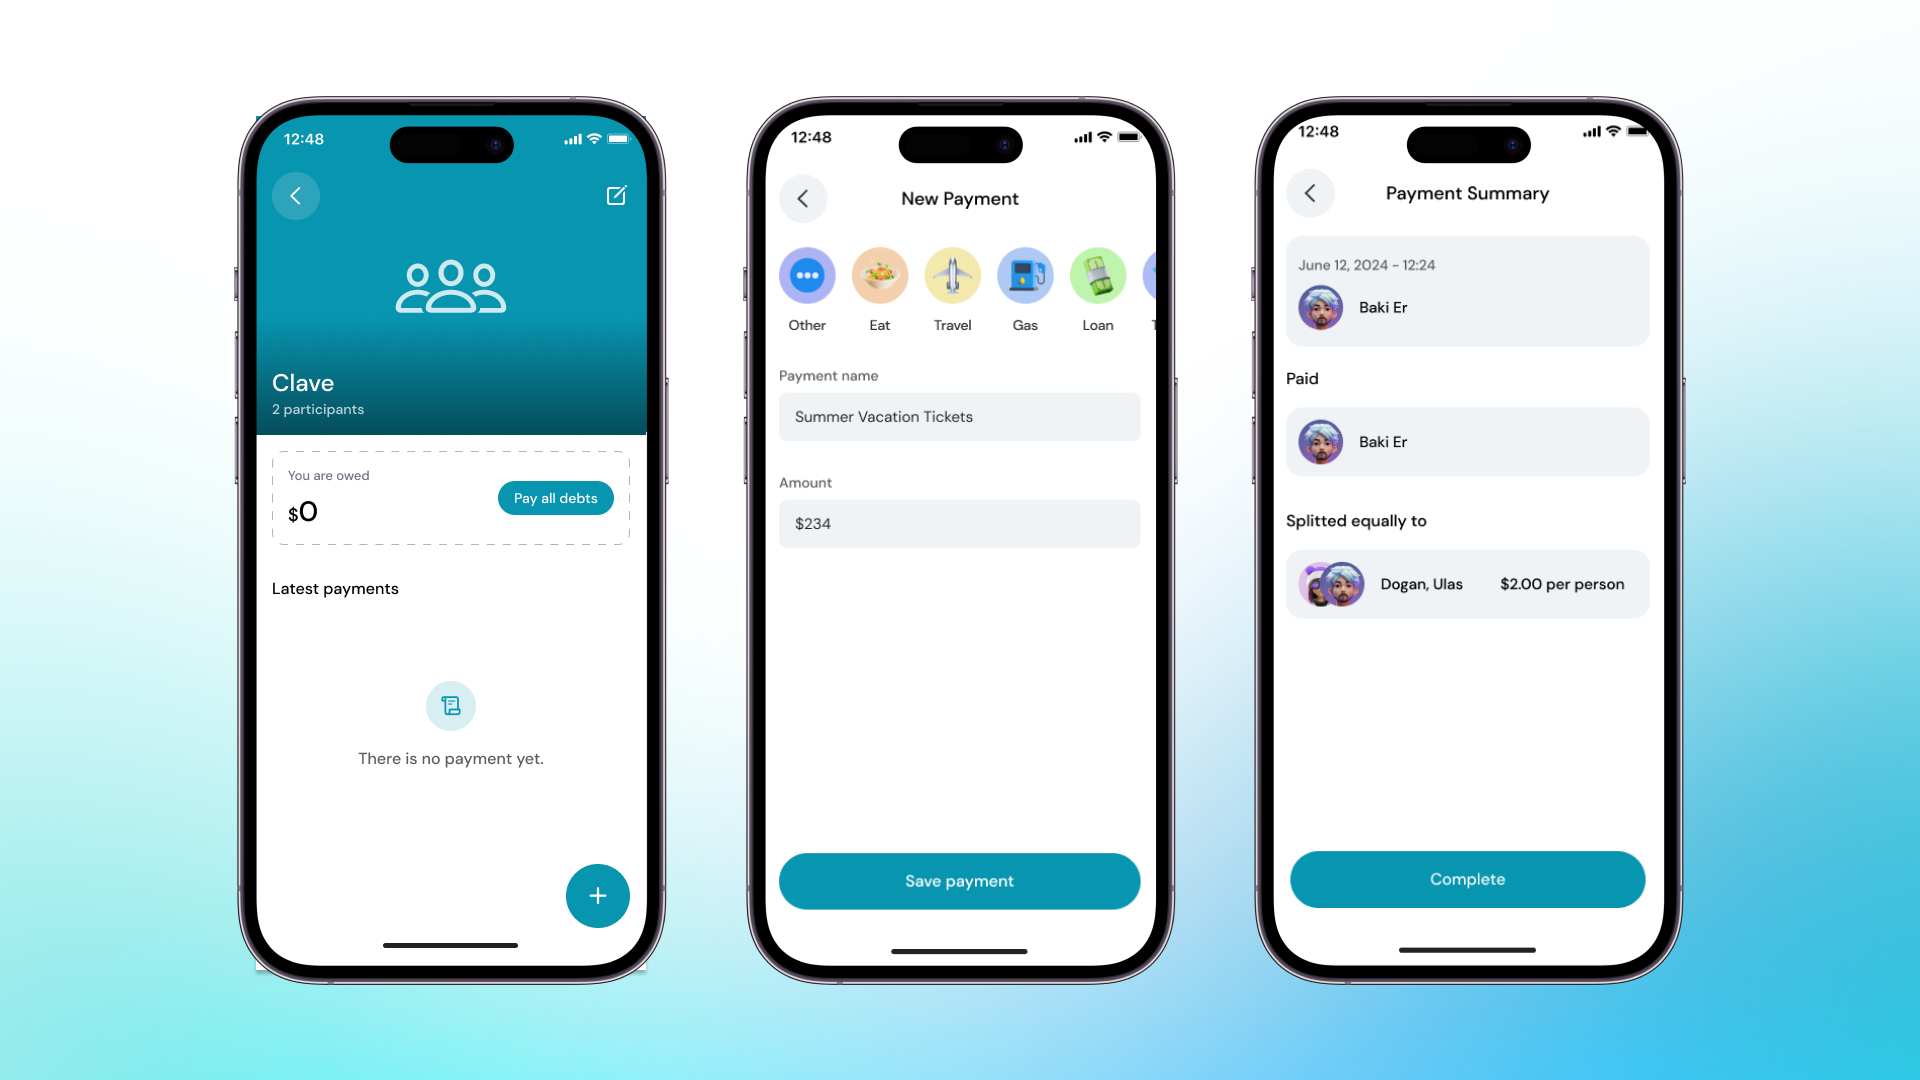 12:48
Clave
2 participants
You are owed
$0
Pay all debts
Latest payments
There is no payment yet.
12:48
New Payment
Other
Eat
Travel
Gas
Loan
Payment name
Summer Vacation Tickets
Amount
$234
Save payment
12:48
Payment Summary
June 12, 2024 - 12:24
Baki Er
Paid
Baki Er
Splitted equally to
Dogan, Ulas $2.00 per person
Complete